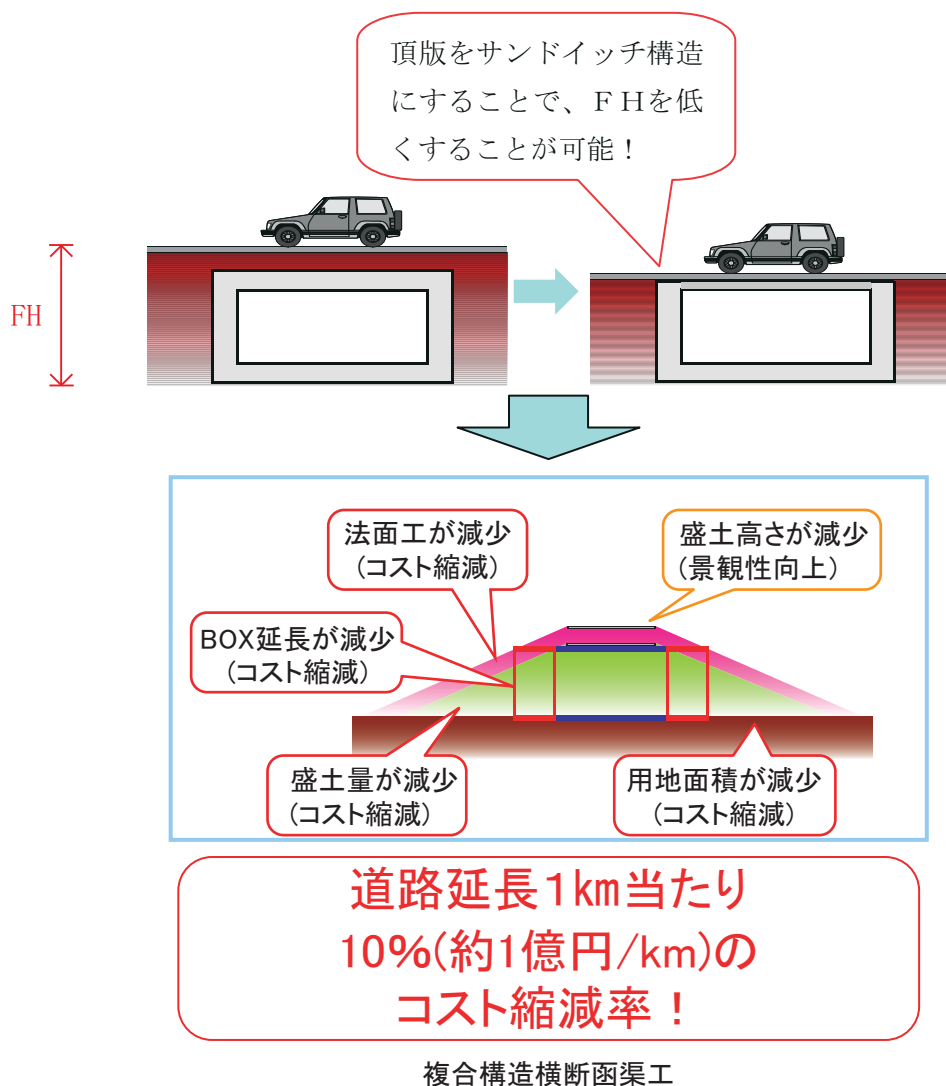 頂版をサンドイッチ構造
にすることで、ＦＨを低
くすることが可能！
FH
法面工が減少
(コスト縮減)
盛土高さが減少
(景観性向上)
BOX延長が減少
(コスト縮減)
盛土量が減少
(コスト縮減)
用地面積が減少
(コスト縮減)
道路延長１㎞当たり
10%(約1億円/km)の
コスト縮減率！
複合構造横断函渠工